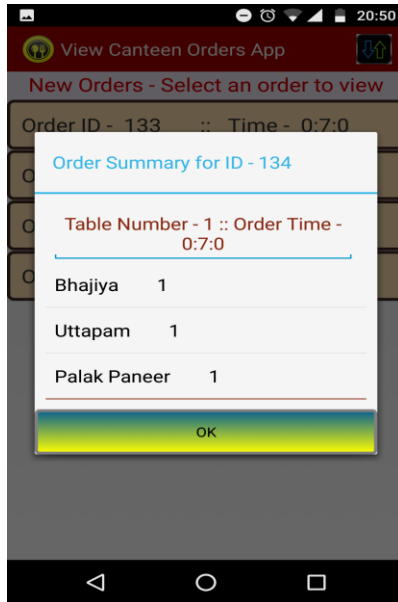 20:50
View Canteen Orders App
New Orders - Select an order to view
Order ID - 133 :: Time - 0:7:0
O
Order Summary for ID - 134
O
Table Number - 1 :: Order Time -
0:7:0
O
Bhajiya 1
Uttapam 1
Palak Paneer 1
OK